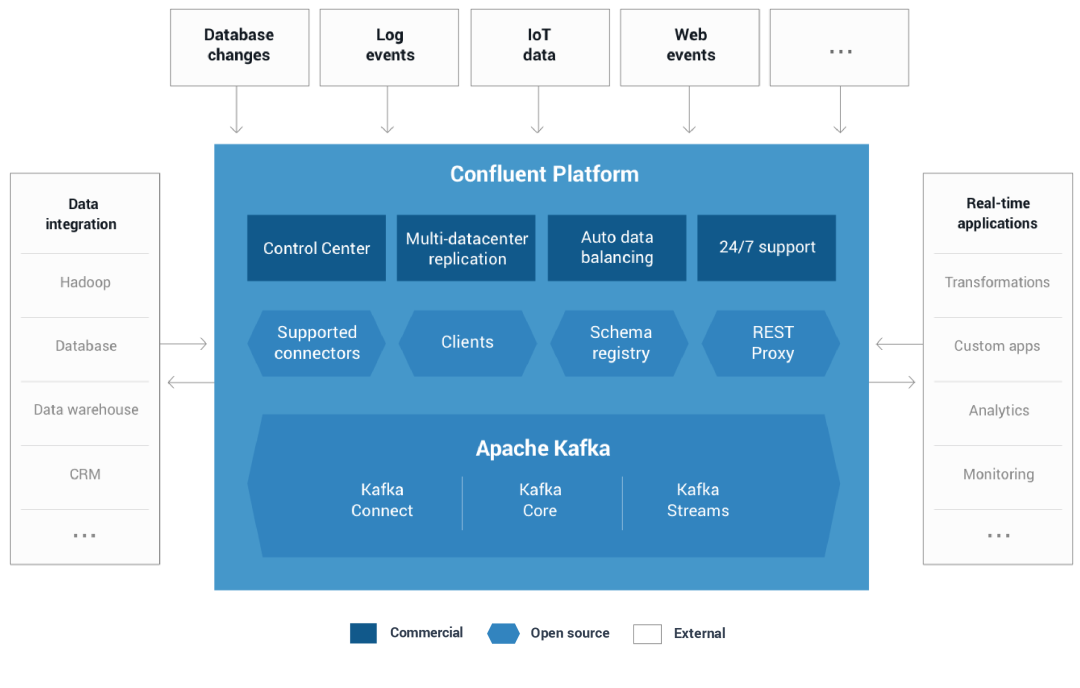 Database
changes
Log
events
IoT
data
Web
events
...
Data
integration
Hadoop
Database
Data warehouse
CRM
...
Confluent Platform
Control Center
Multi-datacenter
replication
Auto data
balancing
24/7 support
Supported
connectors
Clients
Schema
registry
REST
Proxy
Apache Kafka
Kafka
Connect
Kafka
Core
Kafka
Streams
Real-time
applications
Transformations
Custom apps
Analytics
Monitoring
...
Commercial
Open source
External